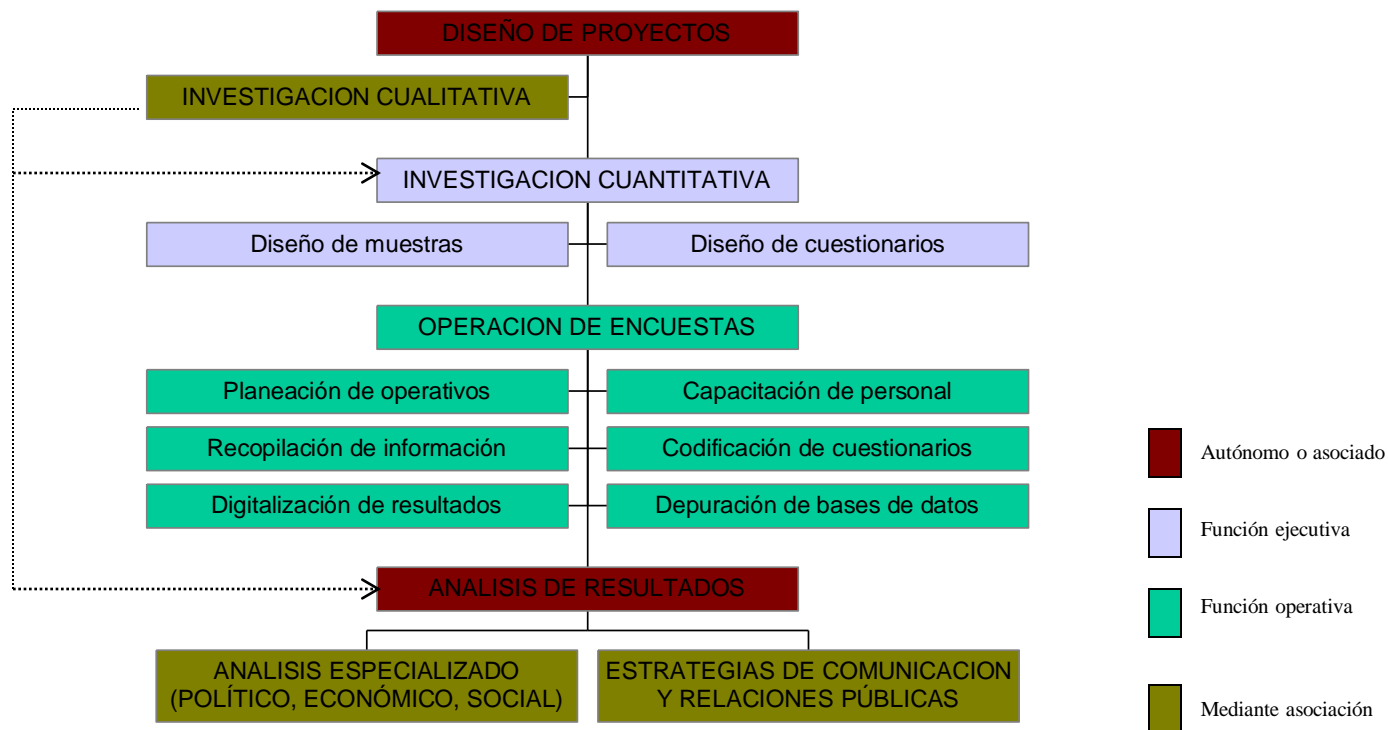 DISEÑO DE PROYECTOS
INVESTIGACION CUALITATIVA
INVESTIGACION CUANTITATIVA
Diseño de muestras
Diseño de cuestionarios
OPERACION DE ENCUESTAS
Planeación de operativos
Capacitación de personal
Recopilación de información
Codificación de cuestionarios
Digitalización de resultados
Depuración de bases de datos
ANALISIS DE RESULTADOS
ANALISIS ESPECIALIZADO
(POLÍTICO, ECONÓMICO, SOCIAL)
ESTRATEGIAS DE COMUNICACION
Y RELACIONES PÚBLICAS
Autónomo o asociado
Función ejecutiva
Función operativa
Mediante asociación